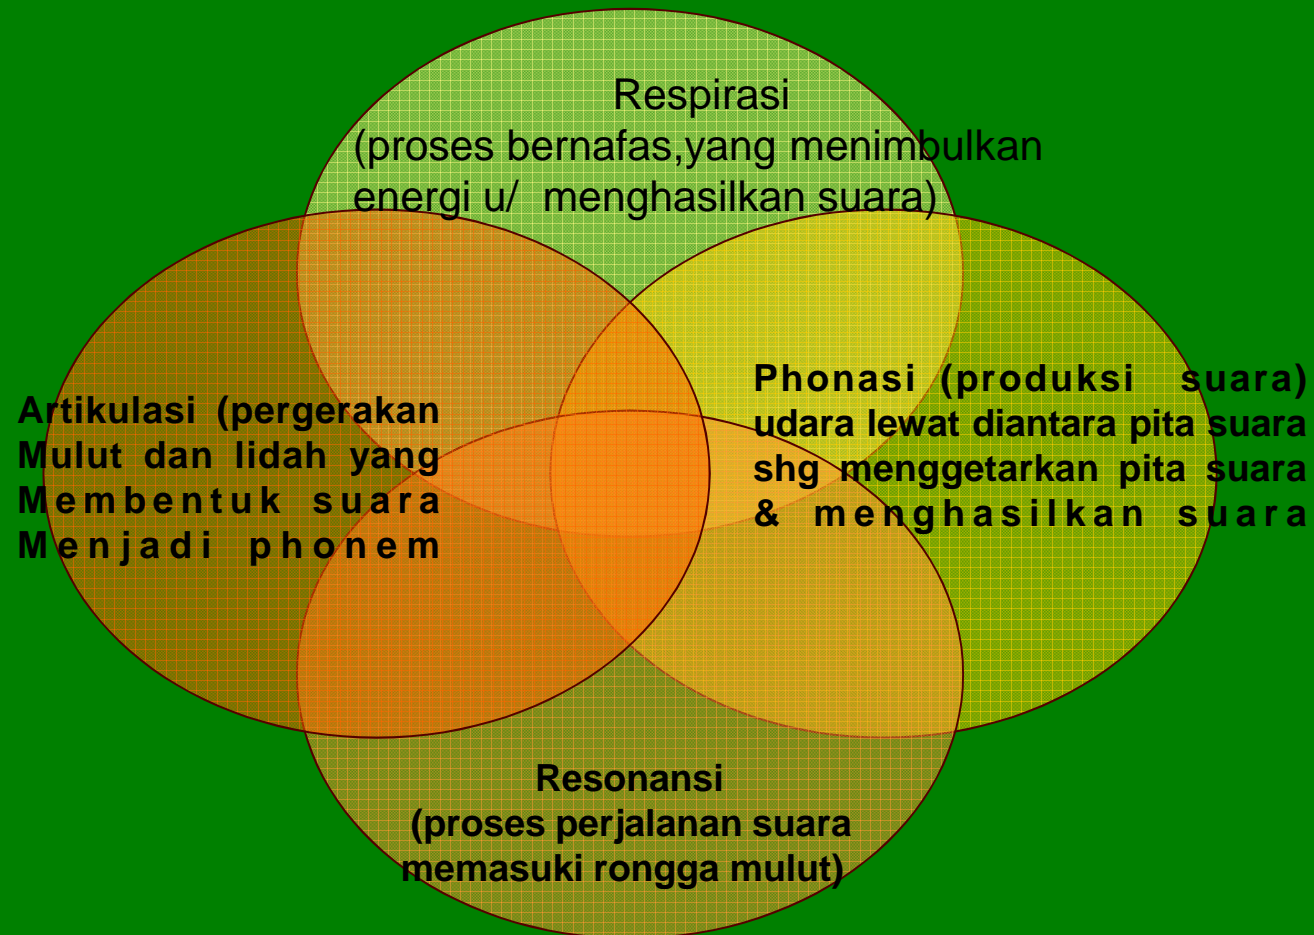 Respirasi
(proses bernafas,yang menimbulkan
energi u/ menghasilkan suara)
Artikulasi (pergerakan
Mulut dan lidah yang
Membentuk suara
Menjadi phonem
Phonasi (produksi suara)
udara lewat diantara pita suara
shg menggetarkan pita suara
& menghasilkan suara
Resonansi
(proses perjalanan suara
memasuki rongga mulut)